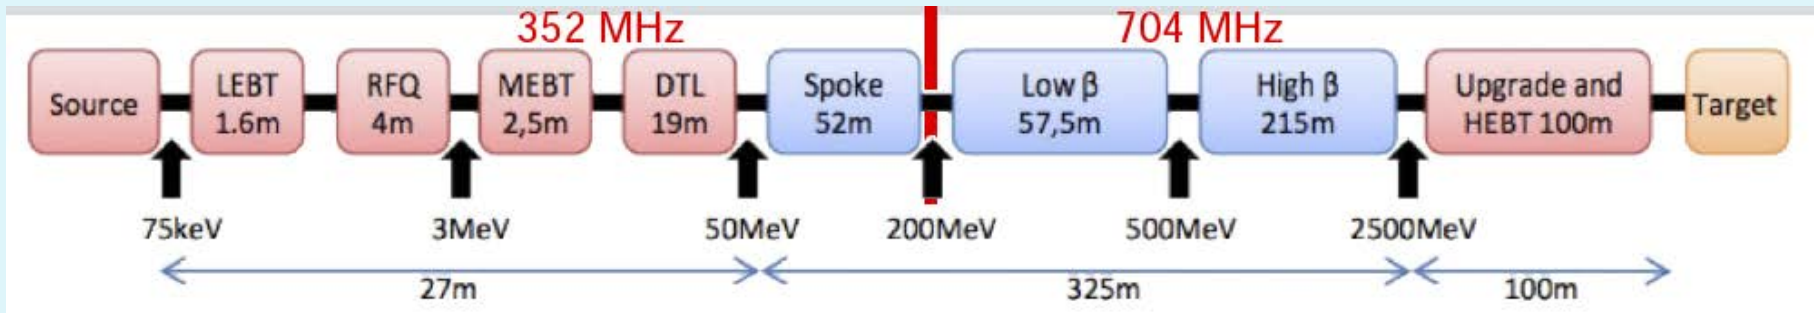 352 MHz
704 MHz
Source
LEBT
1.6m
RFQ
4m
MEBT
2,5m
DTL
19m
Spoke
52m
Low β
57,5m
High β
215m
Upgrade and
HEBT 100m
Target
75keV
3MeV
50MeV
200MeV
500MeV
2500MeV
27m
325m
100m